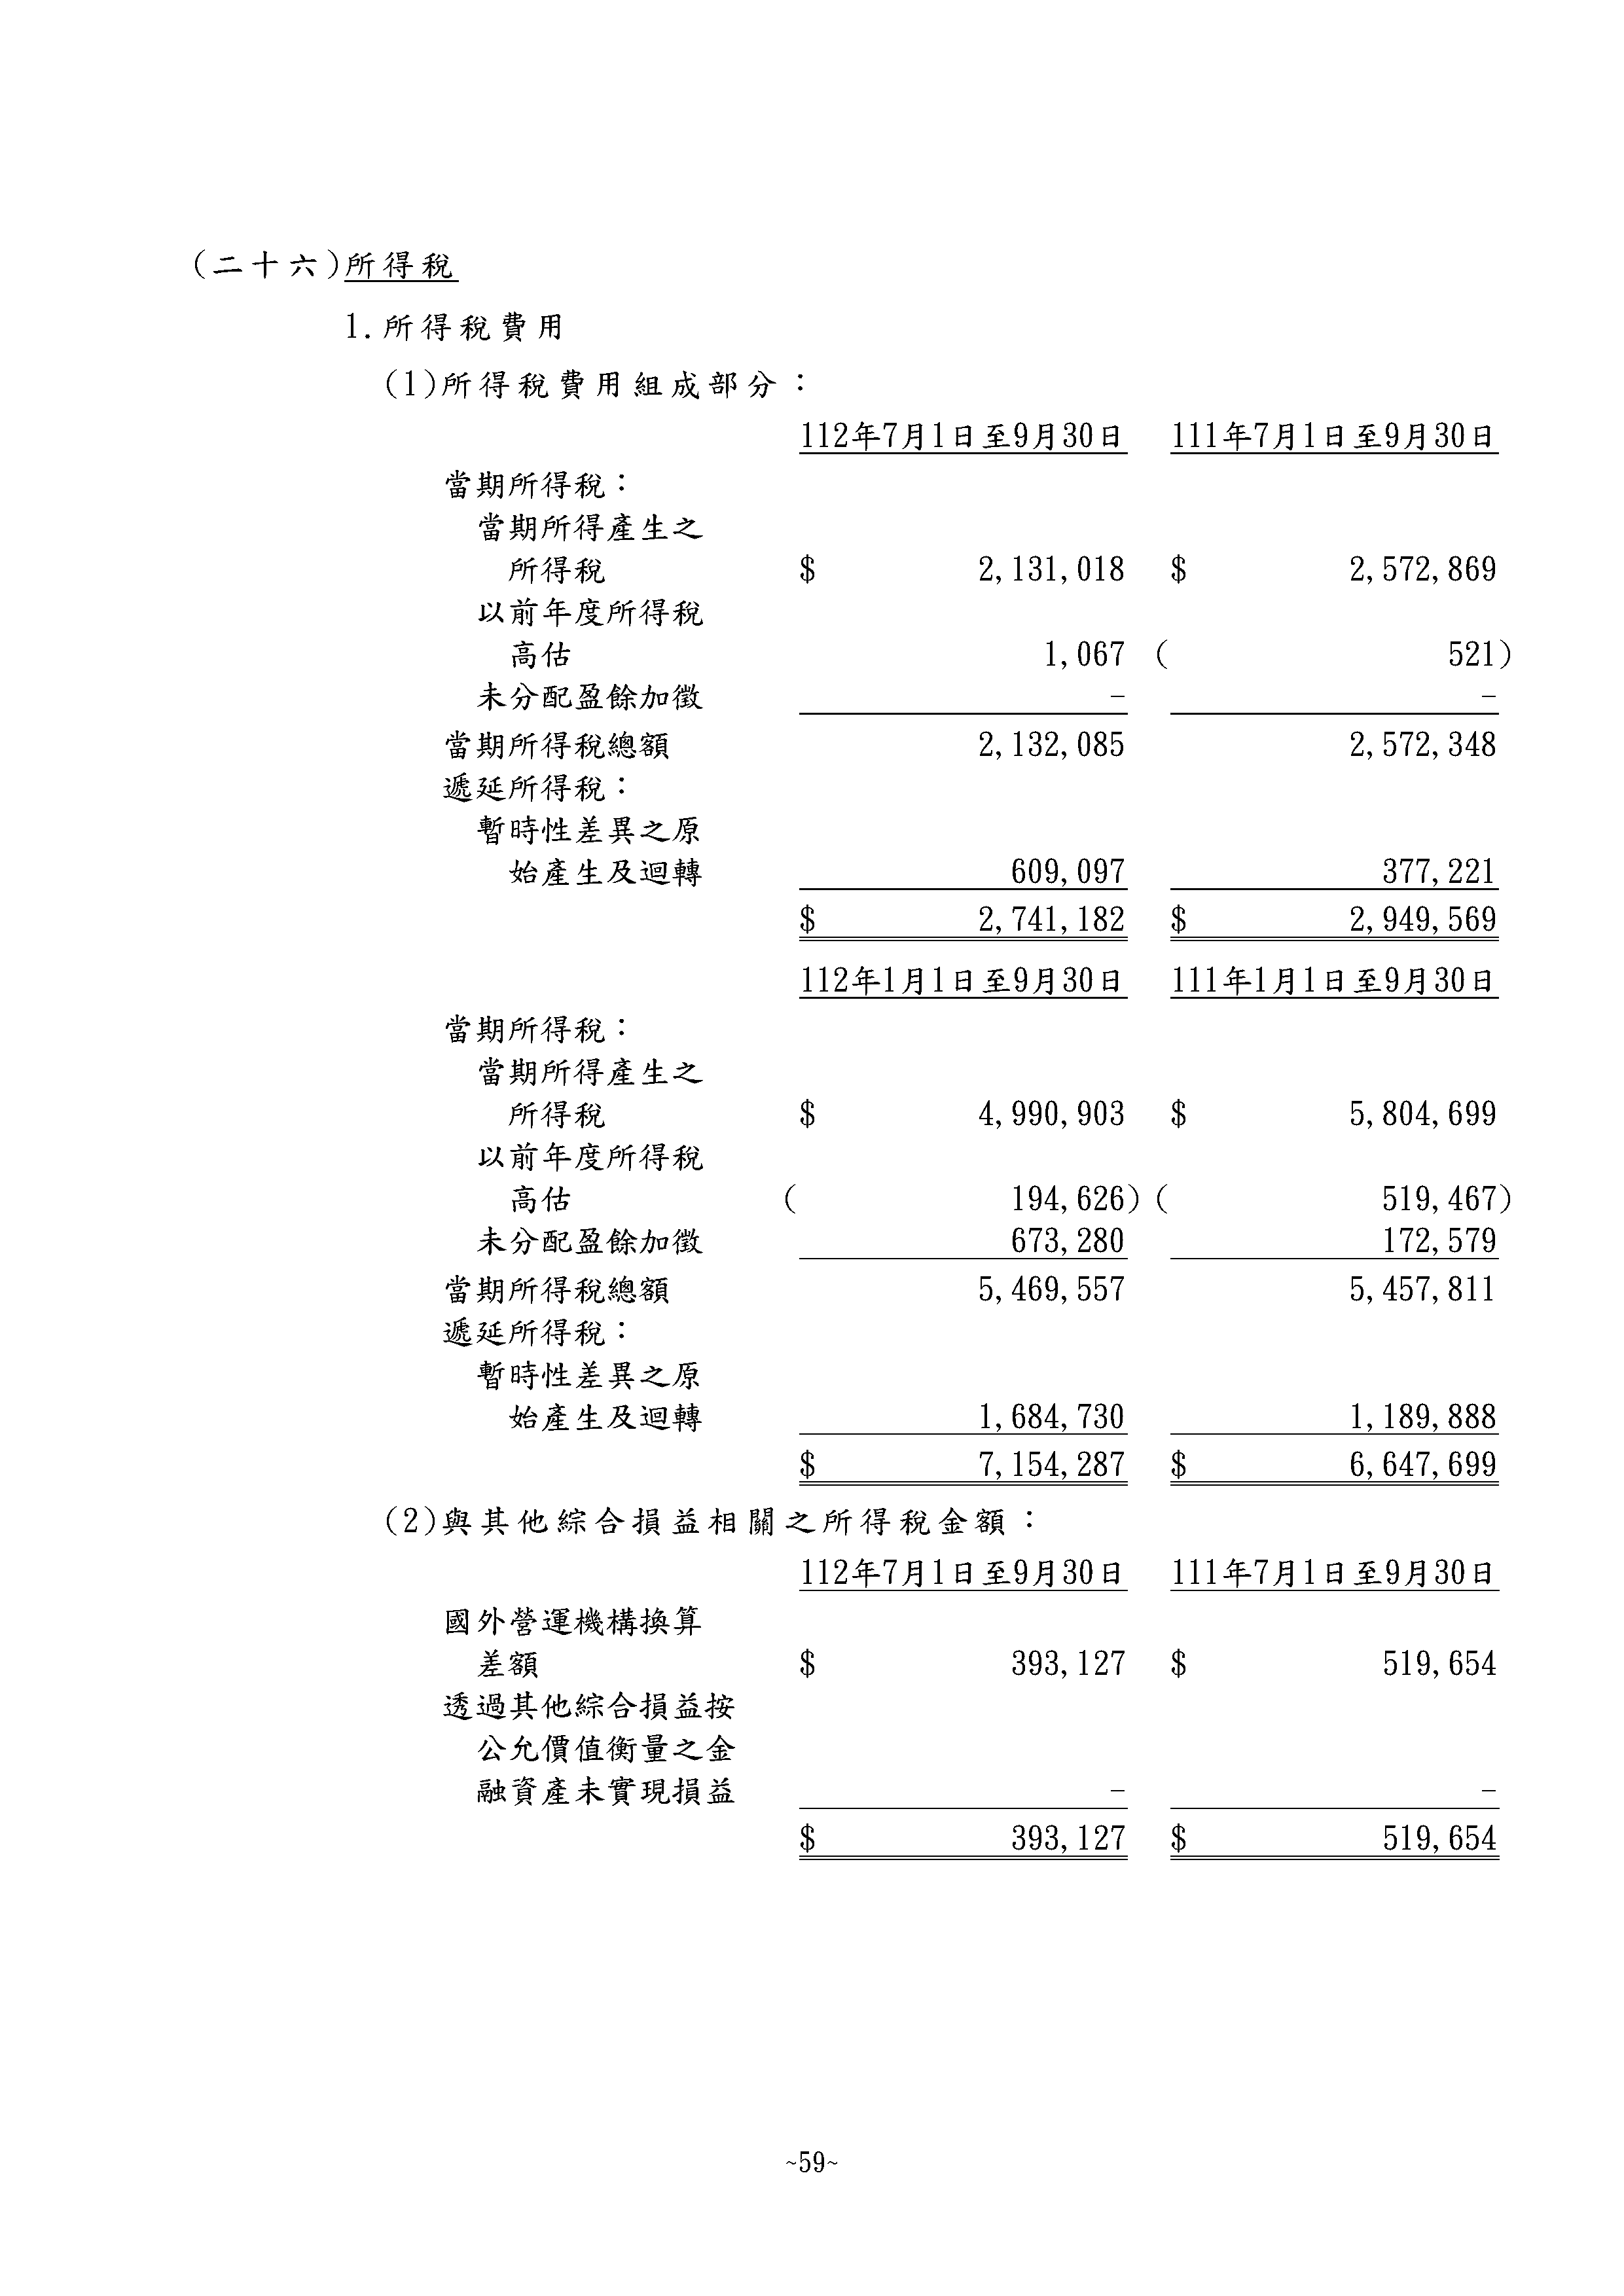 (二十六)所得稅
1.所得稅費用
(1)所得稅費用組成部分：
112年7月1日至9月30日 111年7月1日至9月30日
當期所得稅：
當期所得產生之
所得稅 $ 2,131,018 $ 2,572,869
以前年度所得稅
高估 1,067 ( 521)
未分配盈餘加徵 - -
當期所得稅總額 2,132,085 2,572,348
遞延所得稅：
暫時性差異之原
始產生及迴轉 609,097 377,221
$ 2,741,182 $ 2,949,569
112年1月1日至9月30日 111年1月1日至9月30日
當期所得稅：
當期所得產生之
所得稅 $ 4,990,903 $ 5,804,699
以前年度所得稅
高估 ( 194,626) ( 519,467)
未分配盈餘加徵 673,280 172,579
當期所得稅總額 5,469,557 5,457,811
遞延所得稅：
暫時性差異之原
始產生及迴轉 1,684,730 1,189,888
$ 7,154,287 $ 6,647,699
(2)與其他綜合損益相關之所得稅金額：
112年7月1日至9月30日 111年7月1日至9月30日
國外營運機構換算
差額 $ 393,127 $ 519,654
透過其他綜合損益按
公允價值衡量之金
融資產未實現損益 - -
$ 393,127 $ 519,654
~59~